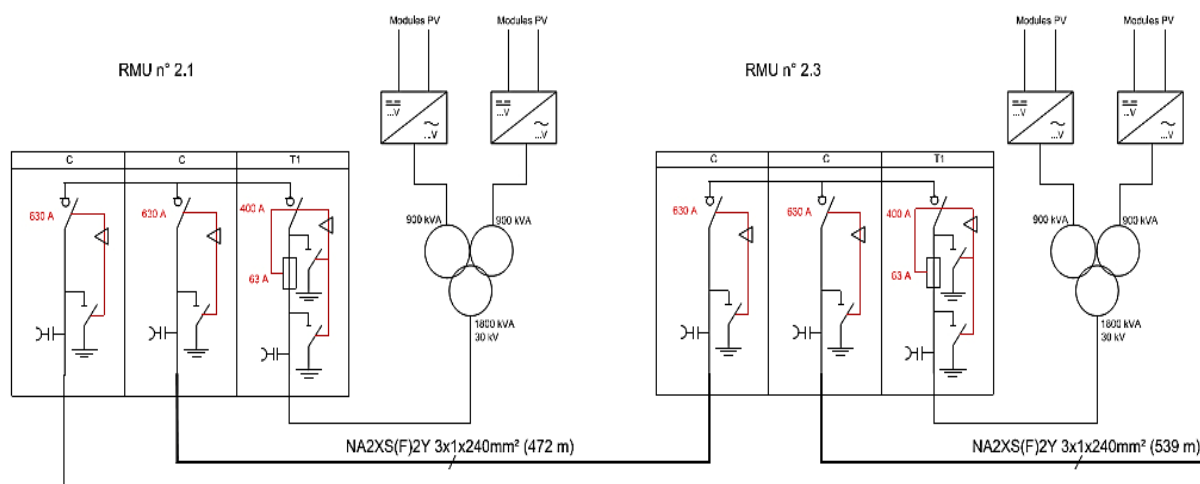 Modules PV
Modules PV
Modules PV
Modules PV
RMU n° 2.1
RMU n° 2.3
...V
...V
...V
...V
...V
...V
...V
...V
C
C
T1
C
C
T1
630 A
630 A
400 A
900 kVA
900 kVA
630 A
630 A
400 A
900 kVA
900 kVA
63 A
63 A
1800 kVA
30 kV
1800 kVA
30 kV
NA2XS(F)2Y 3x1x240mm² (472 m)
NA2XS(F)2Y 3x1x240mm² (539 m)